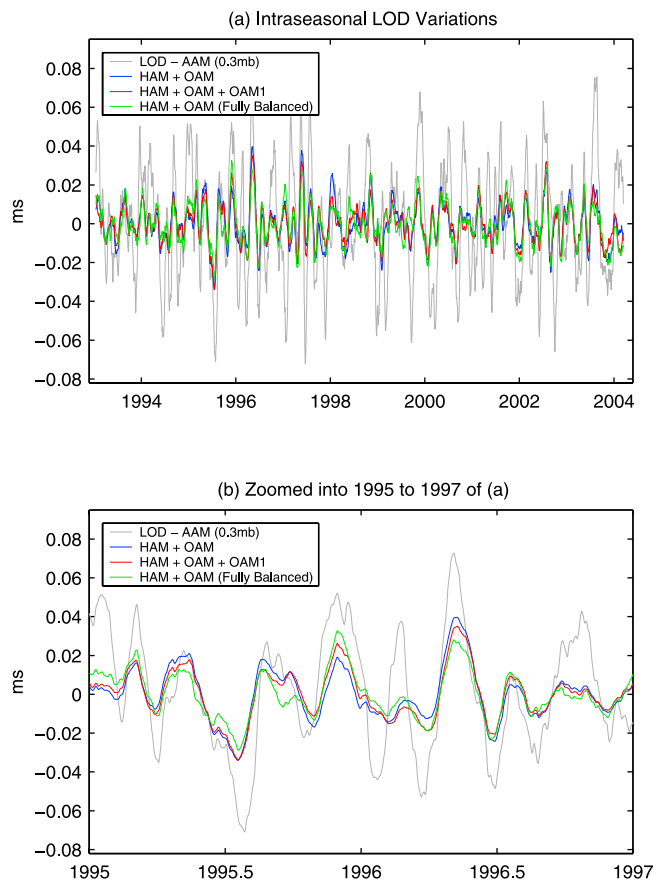 (a) Intraseasonal LOD Variations
LOD − AAM (0.3mb)
HAM + OAM
HAM + OAM + OAM1
HAM + OAM (Fully Balanced)
0.08
0.06
0.04
0.02
0
−0.02
−0.04
−0.06
−0.08
ms
1994 1996 1998 2000 2002 2004
(b) Zoomed into 1995 to 1997 of (a)
LOD − AAM (0.3mb)
HAM + OAM
HAM + OAM + OAM1
HAM + OAM (Fully Balanced)
0.08
0.06
0.04
0.02
0
−0.02
−0.04
−0.06
−0.08
ms
1995 1995.5 1996 1996.5 1997